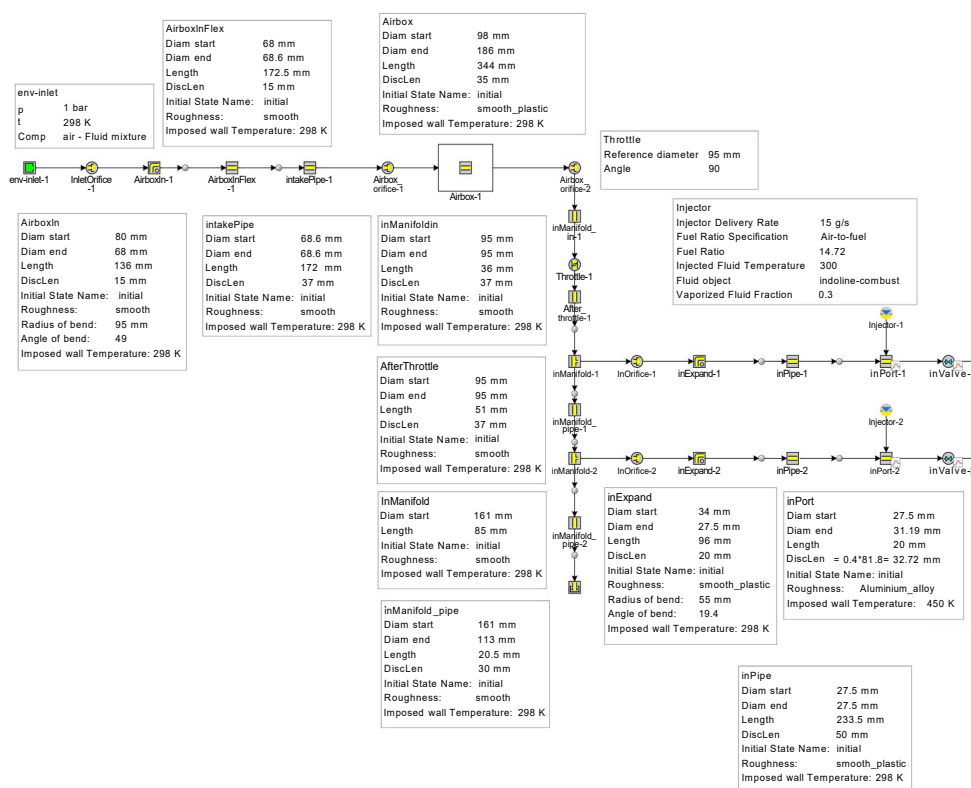 AirboxInFlex
Diam start 68 mm
Diam end 68.6 mm
Length 172.5 mm
DiscLen 15 mm
Initial State Name: initial
Roughness: smooth
Imposed wall Temperature: 298 K
Airbox
Diam start 98 mm
Diam end 186 mm
Length 344 mm
DiscLen 35 mm
Initial State Name: initial
Roughness: smooth_plastic
Imposed wall Temperature: 298 K
env-inlet
p 1 bar
t 298 K
Comp air - Fluid mixture
Throttle
Reference diameter 95 mm
Angle 90
env-inlet-1
InletOrifice
-1
AirboxIn-1
AirboxInFlex
-1
intakePipe-1
Airbox_
orifice-1
Airbox-1
Airbox_
orifice-2
AirboxIn
Diam start 80 mm
Diam end 68 mm
Length 136 mm
DiscLen 15 mm
Initial State Name: initial
Roughness: smooth
Radius of bend: 95 mm
Angle of bend: 49
Imposed wall Temperature: 298 K
intakePipe
Diam start 68.6 mm
Diam end 68.6 mm
Length 172 mm
DiscLen 37 mm
Initial State Name: initial
Roughness: smooth
Imposed wall Temperature: 298 K
inManifoldin
Diam start 95 mm
Diam end 95 mm
Length 36 mm
DiscLen 37 mm
Initial State Name: initial
Roughness: smooth
Imposed wall Temperature: 298 K
inManifold_
in-1
Throttle-1
After_
throttle-1
Injector
Injector Delivery Rate 15 g/s
Fuel Ratio Specification Air-to-fuel
Fuel Ratio 14.72
Injected Fluid Temperature 300
Fluid object indoline-combust
Vaporized Fluid Fraction 0.3
Injector-1
inManifold-1
InOrifice-1
inExpand-1
inPipe-1
inPort-1
inValve-
AfterThrottle
Diam start 95 mm
Diam end 95 mm
Length 51 mm
DiscLen 37 mm
Initial State Name: initial
Roughness: smooth
Imposed wall Temperature: 298 K
inManifold_
pipe-1
Injector-2
inManifold-2
InOrifice-2
inExpand-2
inPipe-2
inPort-2
inValve-
InManifold
Diam start 161 mm
Length 85 mm
Initial State Name: initial
Roughness: smooth
Imposed wall Temperature: 298 K
inManifold_
pipe-2
inExpand
Diam start 34 mm
Diam end 27.5 mm
Length 96 mm
DiscLen 20 mm
Initial State Name: initial
Roughness: smooth_plastic
Radius of bend: 55 mm
Angle of bend: 19.4
Imposed wall Temperature: 298 K
inPort
Diam start 27.5 mm
Diam end 31.19 mm
Length 20 mm
DiscLen = 0.4*81.8= 32.72 mm
Initial State Name: initial
Roughness: Aluminium_alloy
Imposed wall Temperature: 450 K
inManifold_pipe
Diam start 161 mm
Diam end 113 mm
Length 20.5 mm
DiscLen 30 mm
Initial State Name: initial
Roughness: smooth
Imposed wall Temperature: 298 K
inPipe
Diam start 27.5 mm
Diam end 27.5 mm
Length 233.5 mm
DiscLen 50 mm
Initial State Name: initial
Roughness: smooth_plastic
Imposed wall Temperature: 298 K